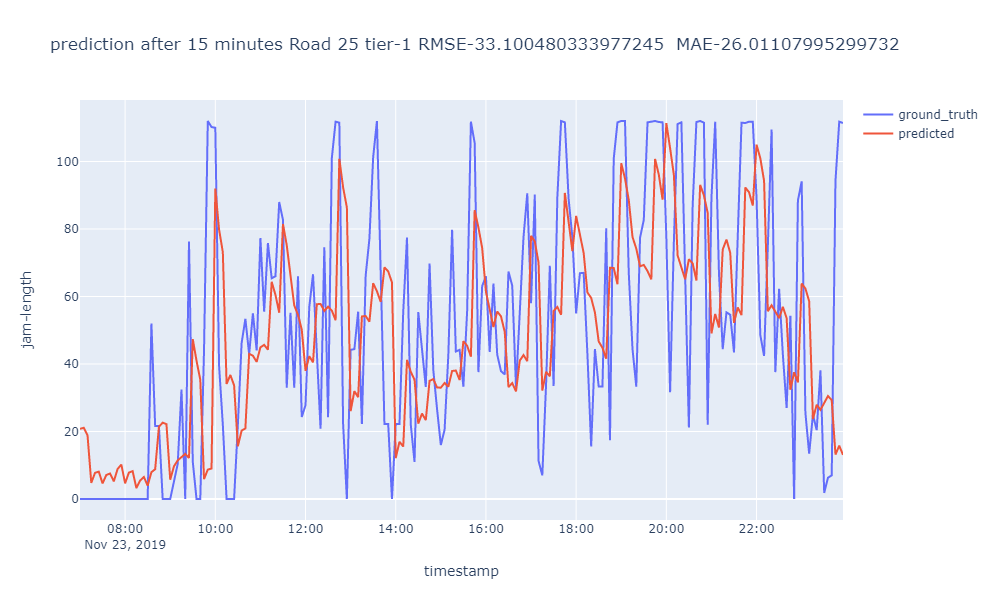 prediction after 15 minutes Road 25 tier-1 RMSE-33.100480333977245  MAE-26.01107995299732
ground_truth
predicted
jam-length
100
80
60
40
20
0
08:00 10:00 12:00 14:00 16:00 18:00 20:00 22:00
Nov 23, 2019
timestamp